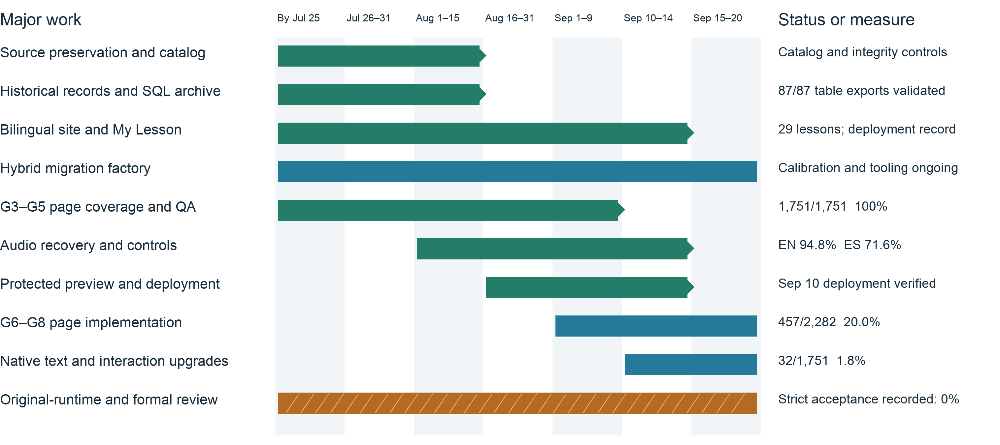 Major work By Jul 25 Jul 26–31 Aug 1–15 Aug 16–31 Sep 1–9 Sep 10–14 Sep 15–20 Status or measure
Source preservation and catalog Catalog and integrity controls
Historical records and SQL archive 87/87 table exports validated
Bilingual site and My Lesson 29 lessons; deployment record
Hybrid migration factory Calibration and tooling ongoing
G3–G5 page coverage and QA 1,751/1,751 100%
Audio recovery and controls EN 94.8% ES 71.6%
Protected preview and deployment Sep 10 deployment verified
G6–G8 page implementation 457/2,282 20.0%
Native text and interaction upgrades 32/1,751 1.8%
Original-runtime and formal review Strict acceptance recorded: 0%